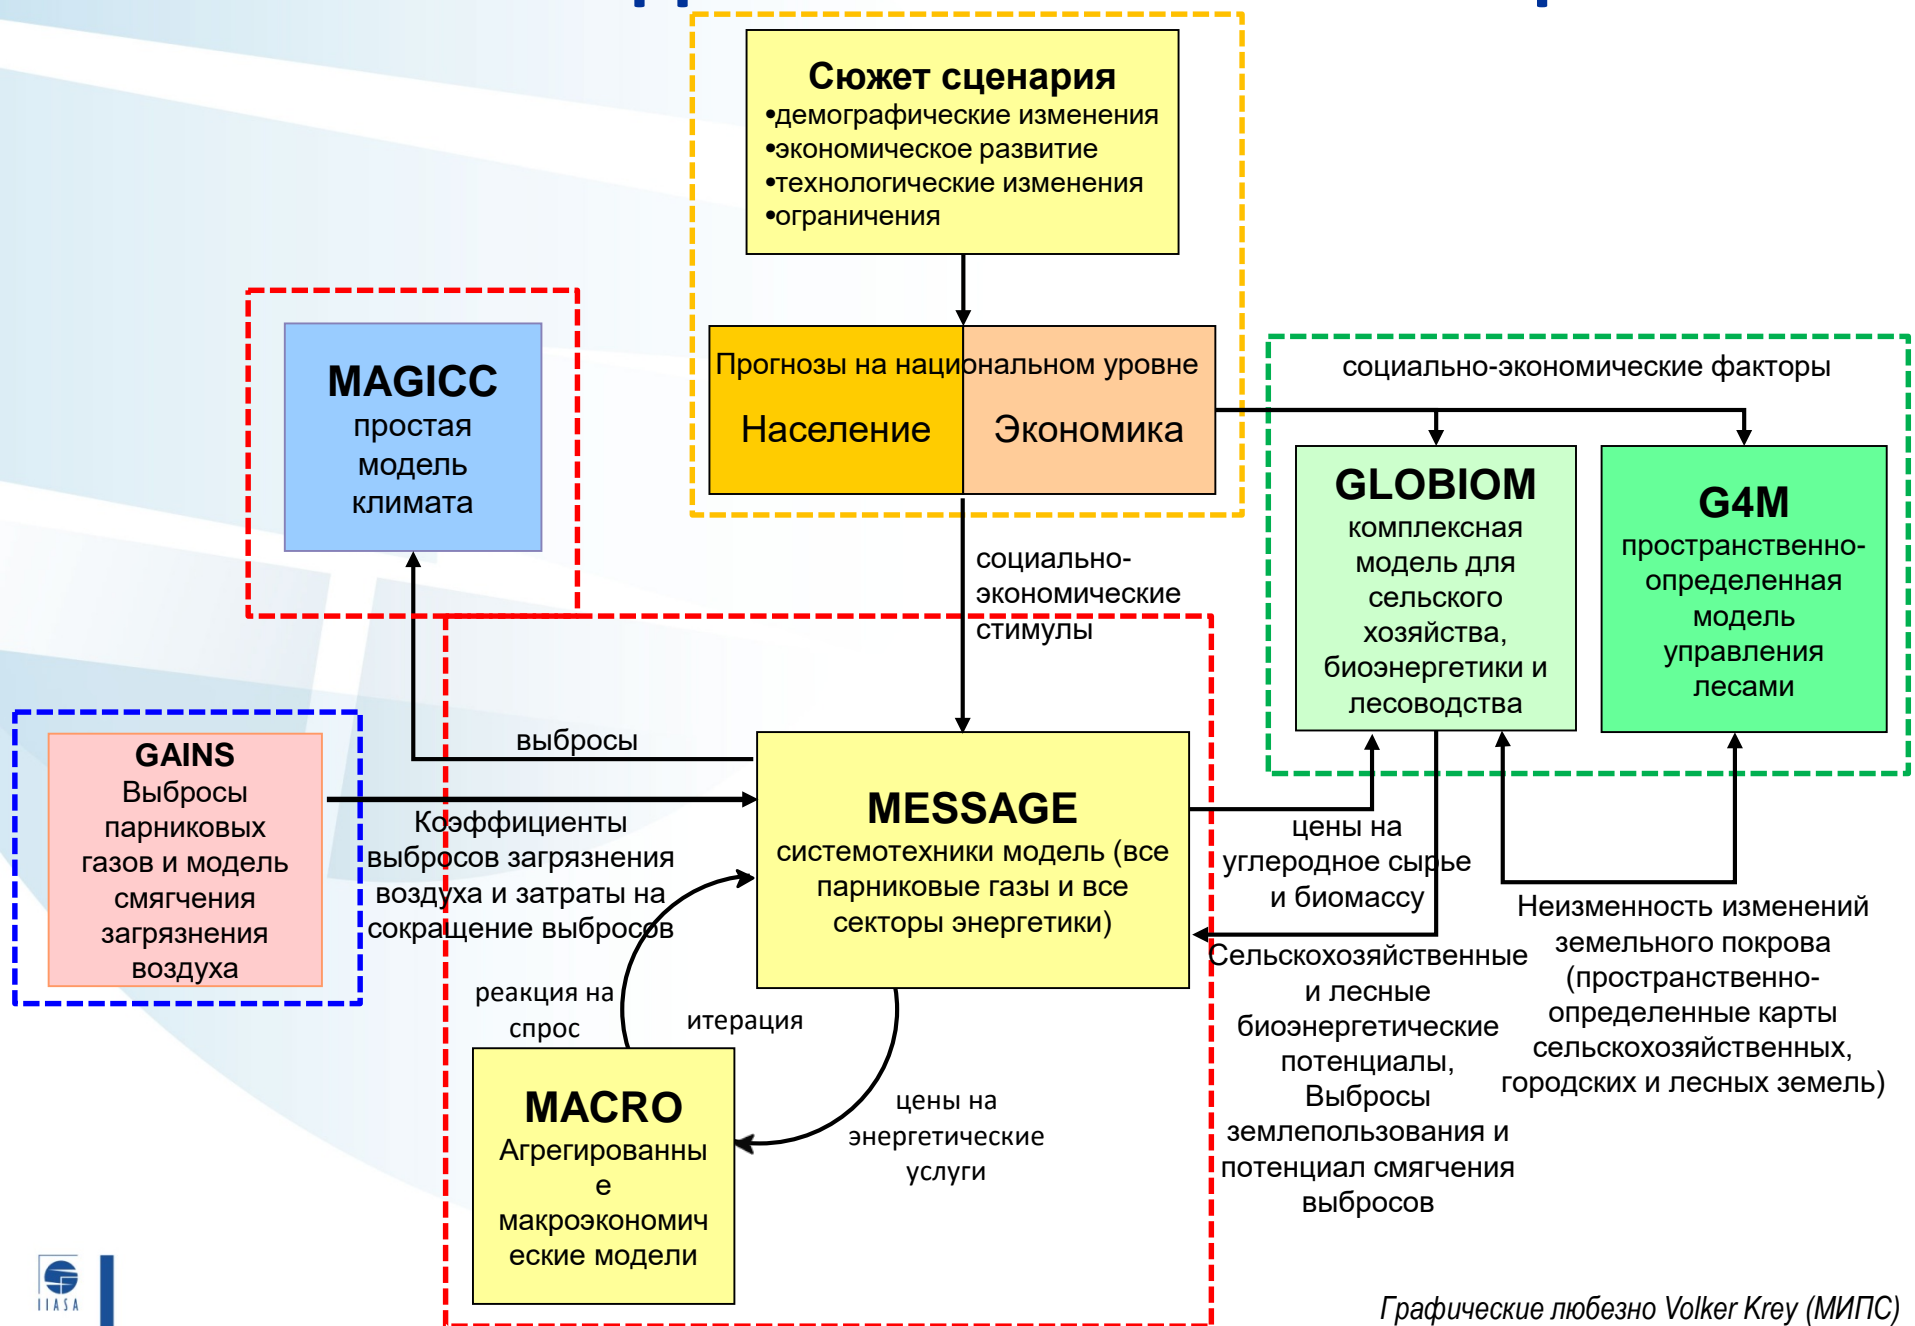 Сюжет сценария
•демографические изменения
•экономическое развитие
•технологические изменения
•ограничения
MAGICC
простая
модель
климата
Прогнозы на национальном уровне
Население
Экономика
социально-экономические факторы
GLOBIOM
комплексная
модель для
сельского
хозяйства,
биоэнергетики и
лесоводства
G4M
пространственно-
определенная
модель
управления
лесами
социально-
экономические
стимулы
GAINS
Выбросы
парниковых
газов и модель
смягчения
загрязнения
воздуха
выбросы
Коэффициенты
выбросов загрязнения
воздуха и затраты на
сокращение выбросов
MESSAGE
системотехники модель (все
парниковые газы и все
секторы энергетики)
цены на
углеродное сырье
и биомассу
Неизменность изменений
земельного покрова
(пространственно-
определенные карты
сельскохозяйственных,
городских и лесных земель)
Сельскохозяйственные
и лесные
биоэнергетические
потенциалы,
Выбросы
землепользования и
потенциал смягчения
выбросов
реакция на
спрос
итерация
MACRO
Агрегированны
е
макроэкономич
еские модели
цены на
энергетические
услуги
IIASA
Графические любезно Volker Krey (МИПС)